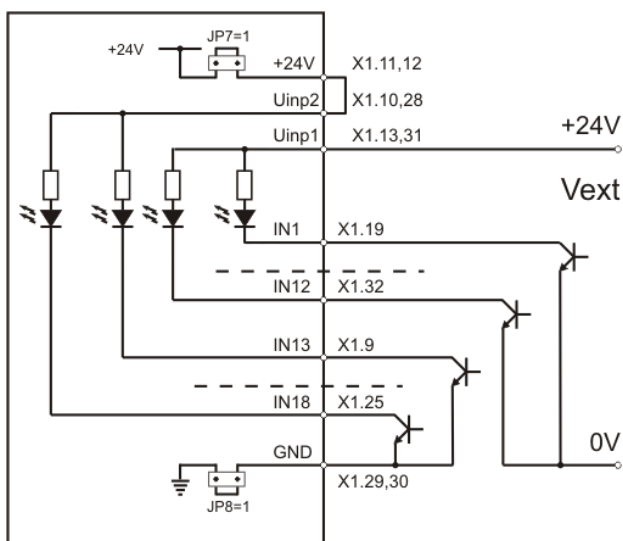 JP7=1
+24V
+24V X1.11,12
Uinp2 X1.10,28
Uinp1 X1.13,31
+24V
Vext
IN1 X1.19
IN12 X1.32
IN13 X1.9
IN18 X1.25
GND
0V
X1.29,30
JP8=1